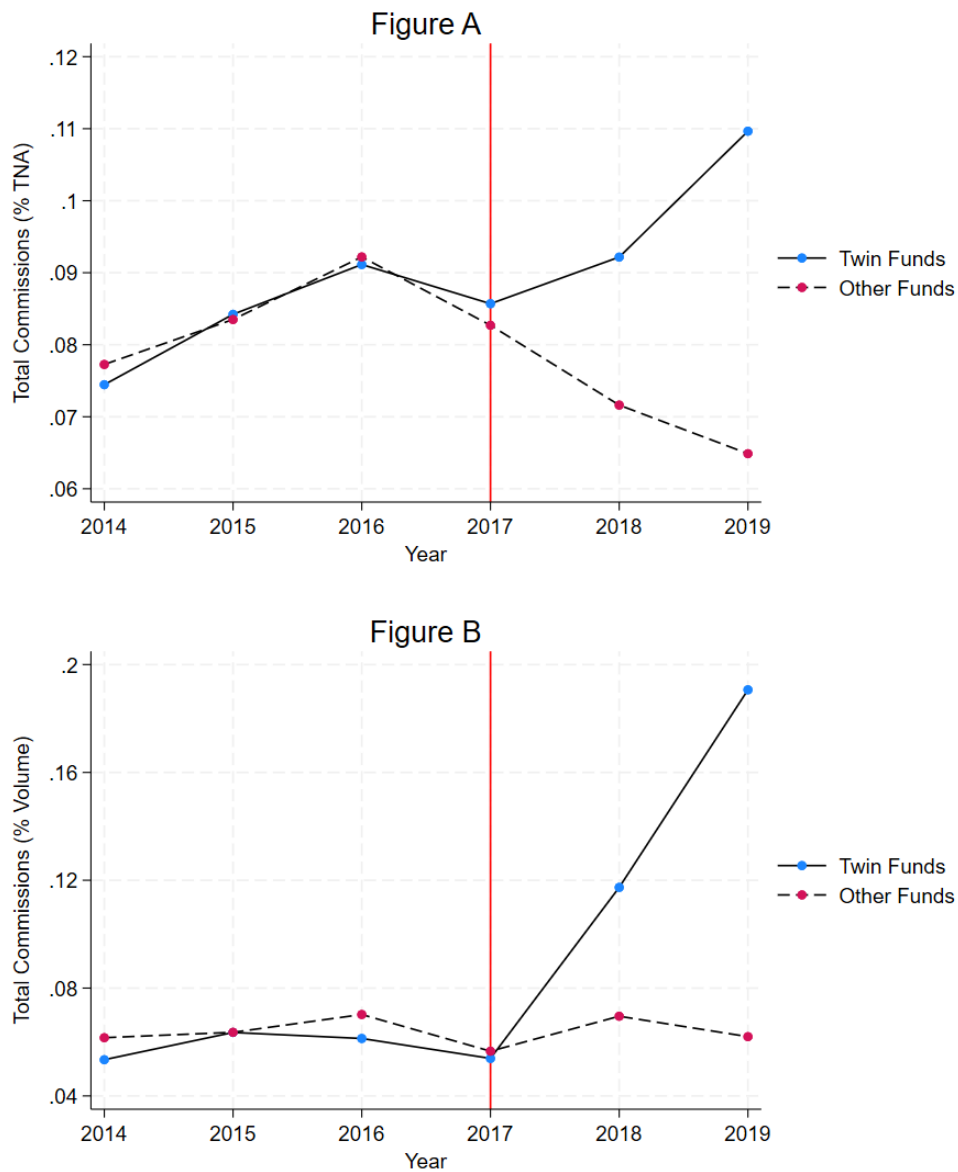 Figure A
Total Commissions (% TNA)
.12
.11
.1
.09
.08
.07
.06
2014 2015 2016 2017 2018 2019
Year
Twin Funds
Other Funds
Figure B
Total Commissions (% Volume)
.2
.16
.12
.08
.04
2014 2015 2016 2017 2018 2019
Year
Twin Funds
Other Funds